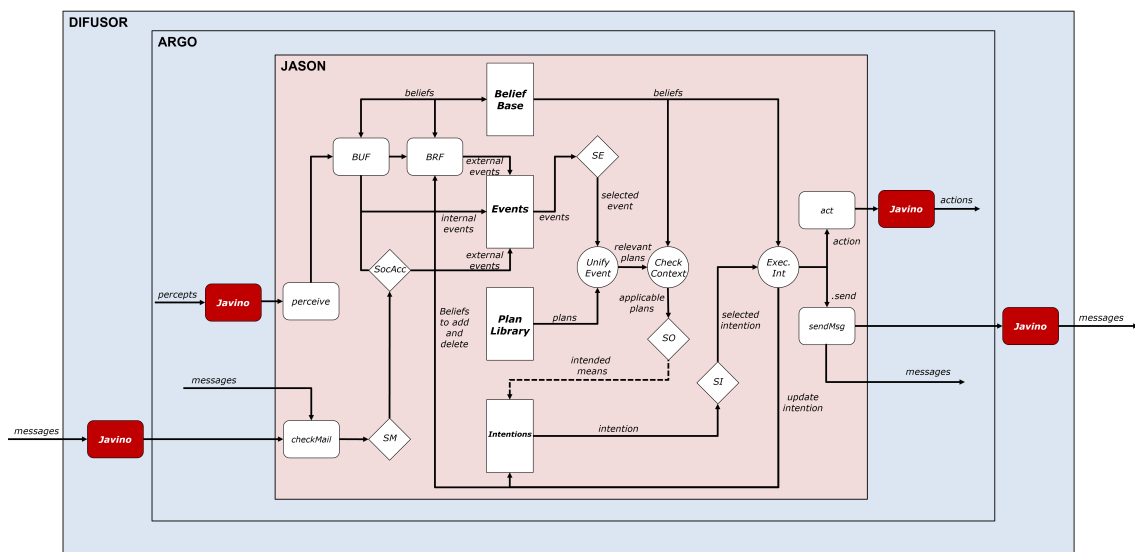 DIFUSOR
ARGO
JASON
beliefs
Belief
Base
beliefs
BUF
BRF
external
events
SE
selected
event
Events
internal
events
events
external
events
SocAcc
Unify
Event
relevant
plans
Check
Context
Exec.
Int
act
action
Javino
actions
percepts
Javino
perceive
Beliefs
to add
and
delete
Plan
Library
plans
applicable
plans
SO
selected
intention
.send
sendMsg
Javino
messages
messages
intended
means
SI
update
intention
messages
messages
Javino
checkMail
SM
Intentions
intention